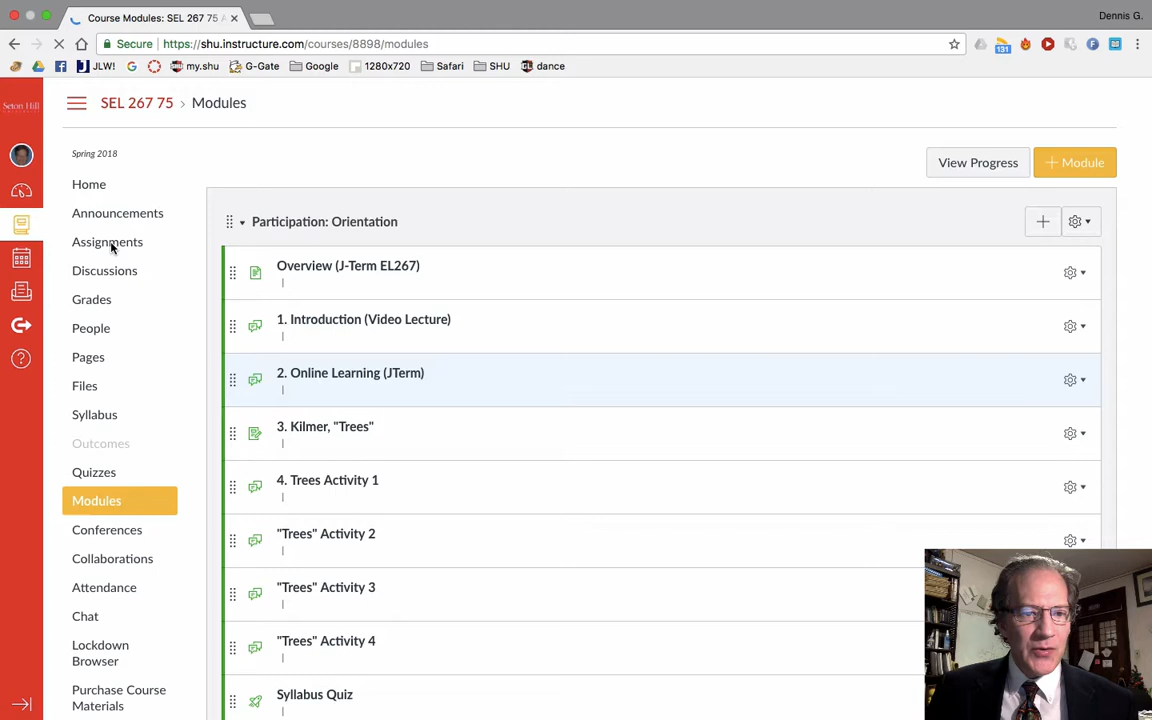 Course Modules: SEL 267 75 A
Dennis G.
Secure
https://shu.instructure.com/courses/8898/modules
131
JLW!
my.shu
G-Gate
Google
1280x720
Safari
SHU
dance
Seton Hill
SEL 267 75 › Modules
Spring 2018
View Progress
+ Module
Home
Announcements
Assignments
Discussions
Grades
People
Pages
Files
Syllabus
Outcomes
Quizzes
Modules
Conferences
Collaborations
Attendance
Chat
Lockdown
Browser
Purchase Course
Materials
Participation: Orientation
Overview (J-Term EL267)
|
1. Introduction (Video Lecture)
|
2. Online Learning (JTerm)
|
3. Kilmer, "Trees"
|
4. Trees Activity 1
|
"Trees" Activity 2
|
"Trees" Activity 3
|
"Trees" Activity 4
|
Syllabus Quiz
|